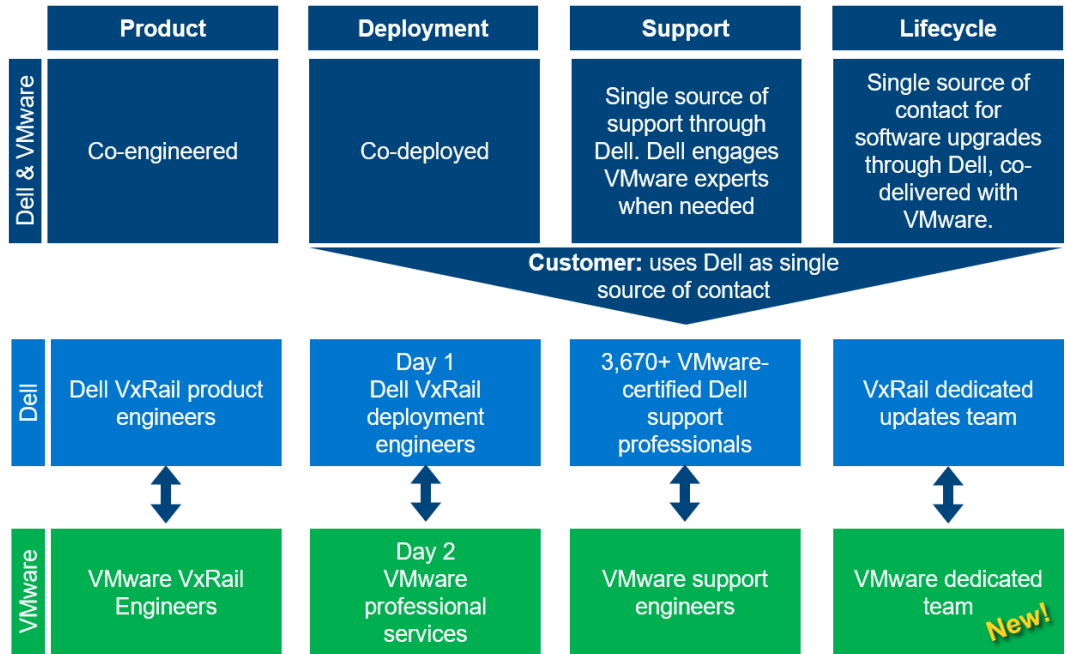 Product
Deployment
Support
Lifecycle
Dell & VMware
Co-engineered
Co-deployed
Single source of
support through
Dell. Dell engages
VMware experts
when needed
Single source of
contact for
software upgrades
through Dell, co-
delivered with
VMware.
Customer: uses Dell as single
source of contact
Dell
Dell VxRail product
engineers
Day 1
Dell VxRail
deployment
engineers
3,670+ VMware-
certified Dell
support
professionals
VxRail dedicated
updates team
VMware
VMware VxRail
Engineers
Day 2
VMware
professional
services
VMware support
engineers
VMware dedicated
team
New!